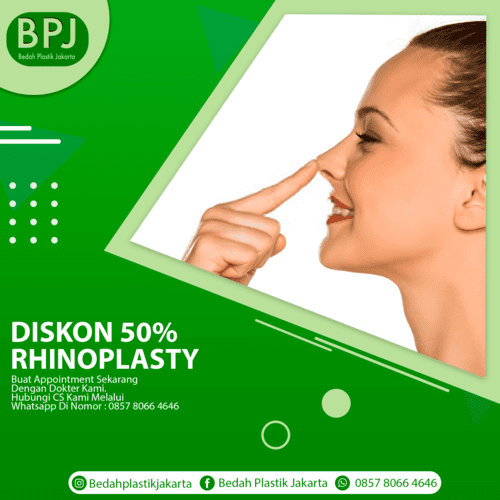 BPJ
Bedah Plastik Jakarta
DISKON 50%
RHINOPLASTY
Buat Appointment Sekarang
Dengan Dokter Kami.
Hubungi CS Kami Melalui
Whatsapp Di Nomor : 0857 8066 4646
Bedahplastikjakarta
Bedah Plastik Jakarta
0857 8066 4646